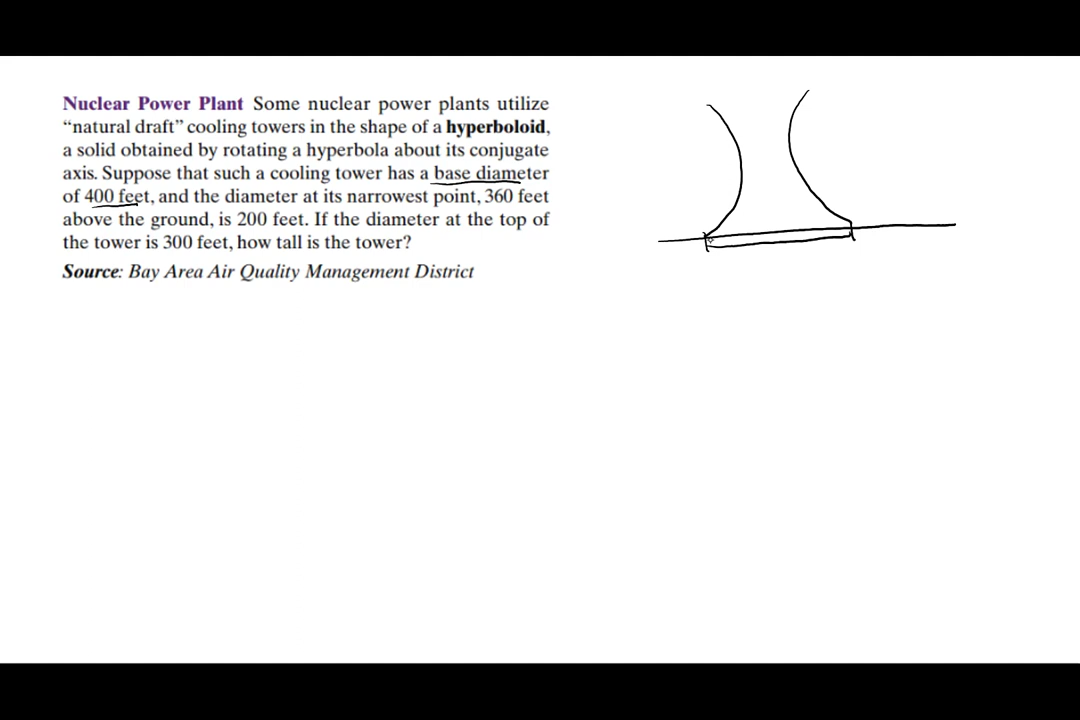 Nuclear Power Plant Some nuclear power plants utilize
“natural draft” cooling towers in the shape of a hyperboloid,
a solid obtained by rotating a hyperbola about its conjugate
axis. Suppose that such a cooling tower has a base diameter
of 400 feet, and the diameter at its narrowest point, 360 feet
above the ground, is 200 feet. If the diameter at the top of
the tower is 300 feet, how tall is the tower?
Source: Bay Area Air Quality Management District